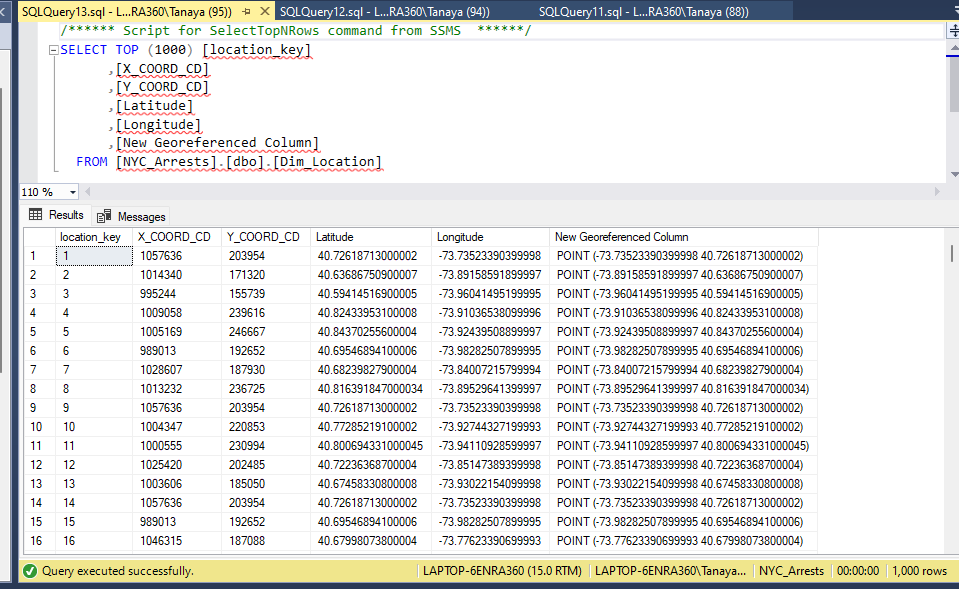 SQLQuery13.sql - L...RA360\Tanaya (95)) SQLQuery12.sql - L...RA360\Tanaya (94)) SQLQuery11.sql - L...RA360\Tanaya (88))
/****** Script for SelectTopNRows command from SSMS ******/
SELECT TOP (1000) [location_key]
,[X_COORD_CD]
,[Y_COORD_CD]
,[Latitude]
,[Longitude]
,[New Georeferenced Column]
FROM [NYC_Arrests].[dbo].[Dim_Location]
110 %
Results Messages
location_key X_COORD_CD Y_COORD_CD Latitude Longitude New Georeferenced Column
1 1 1057636 203954 40.72618713000002 -73.73523390399998 POINT (-73.73523390399998 40.72618713000002)
2 2 1014340 171320 40.63686750900007 -73.89158591899997 POINT (-73.89158591899997 40.63686750900007)
3 3 995244 155739 40.59414516900005 -73.96041495199995 POINT (-73.96041495199995 40.59414516900005)
4 4 1009058 239616 40.82433953100008 -73.91036538099996 POINT (-73.91036538099996 40.82433953100008)
5 5 1005169 246667 40.84370255600004 -73.92439508899997 POINT (-73.92439508899997 40.84370255600004)
6 6 989013 192652 40.69546894100006 -73.98282507899995 POINT (-73.98282507899995 40.69546894100006)
7 7 1028607 187930 40.68239827900004 -73.84007215799994 POINT (-73.84007215799994 40.68239827900004)
8 8 1013232 236725 40.816391847000034 -73.89529641399997 POINT (-73.89529641399997 40.816391847000034)
9 9 1057636 203954 40.72618713000002 -73.73523390399998 POINT (-73.73523390399998 40.72618713000002)
10 10 1004347 220853 40.77285219100002 -73.92744327199993 POINT (-73.92744327199993 40.77285219100002)
11 11 1000555 230994 40.800694331000045 -73.94110928599997 POINT (-73.94110928599997 40.800694331000045)
12 12 1025420 202485 40.72236368700004 -73.85147389399998 POINT (-73.85147389399998 40.72236368700004)
13 13 1003606 185050 40.67458330800008 -73.93022154099998 POINT (-73.93022154099998 40.67458330800008)
14 14 1057636 203954 40.72618713000002 -73.73523390399998 POINT (-73.73523390399998 40.72618713000002)
15 15 989013 192652 40.69546894100006 -73.98282507899995 POINT (-73.98282507899995 40.69546894100006)
16 16 1046315 187088 40.67998073800004 -73.77623390699993 POINT (-73.77623390699993 40.67998073800004)
Query executed successfully. LAPTOP-6ENRA360 (15.0 RTM) LAPTOP-6ENRA360\Tanaya... NYC_Arrests 00:00:00 1,000 rows